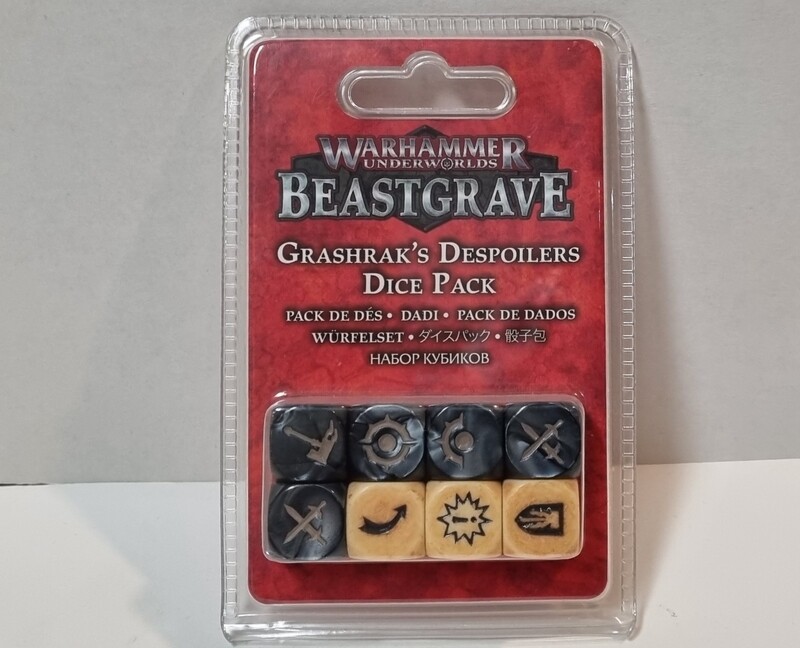 WARHAMMER
UNDERWORLDS
BEASTGRAVE
GRASHRAK'S DESPOILERS
DICE PACK
PACK DE DÉS • DADI • PACK DE DADOS
WÜRFELSET • ダイスパック • 骰子包
НАБОР КУБИКОВ